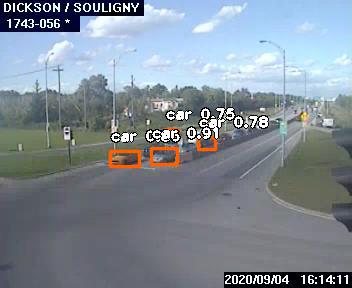 DICKSON / SOULIGNY
1743-056 *
car 0.75
car 0.78
car 0.91
car
2020/09/04 16:14:11